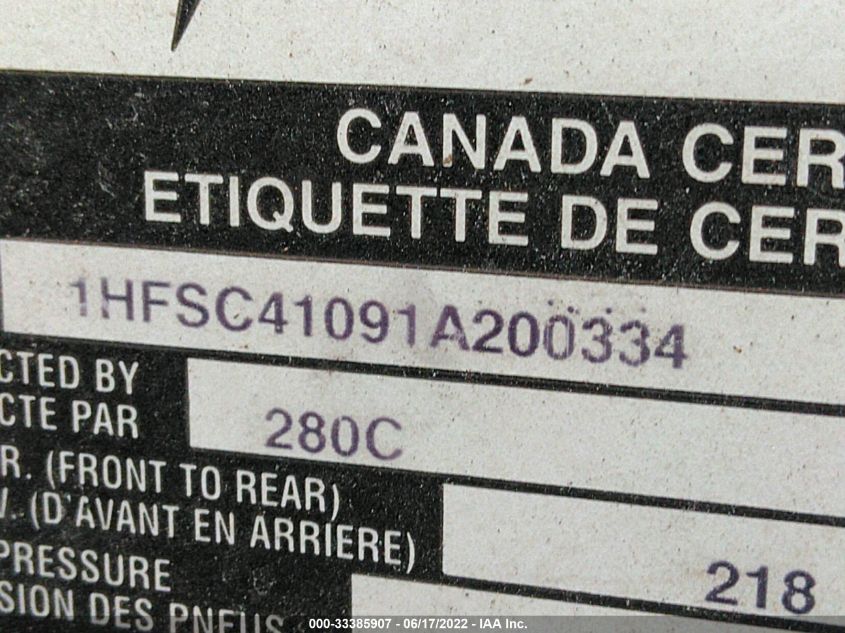 CANADA CER
ETIQUETTE DE CER
1HFSC41091A200334
CTED BY
CTE PAR
280C
R. (FRONT TO REAR)
V. (D'AVANT EN ARRIERE)
218
PRESSURE
SION DES PNEUS
000-33385907 - 06/17/2022 - IAA Inc.